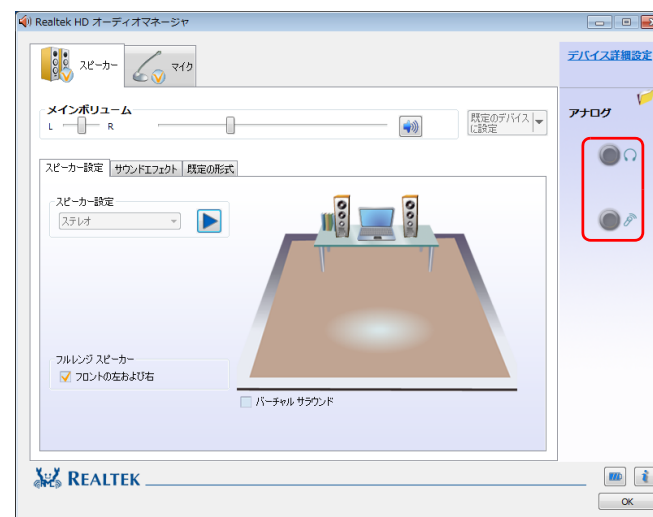 Realtek HD オーディオマネージャ
スピーカー
マイク
デバイス詳細設定
メインボリューム
L
R
既定のデバイス
に設定
アナログ
スピーカー設定
サウンドエフェクト
既定の形式
スピーカー設定
ステレオ
フルレンジ スピーカー
フロントの左および右
バーチャル サラウンド
REALTEK
OK